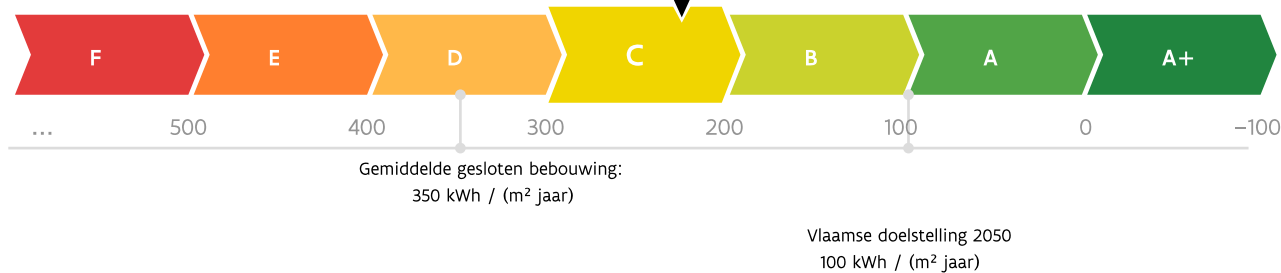 F E D C B A A+
... 500 400 300 200 100 0 −100
Gemiddelde gesloten bebouwing:
350 kWh / (m² jaar)
Vlaamse doelstelling 2050
100 kWh / (m² jaar)